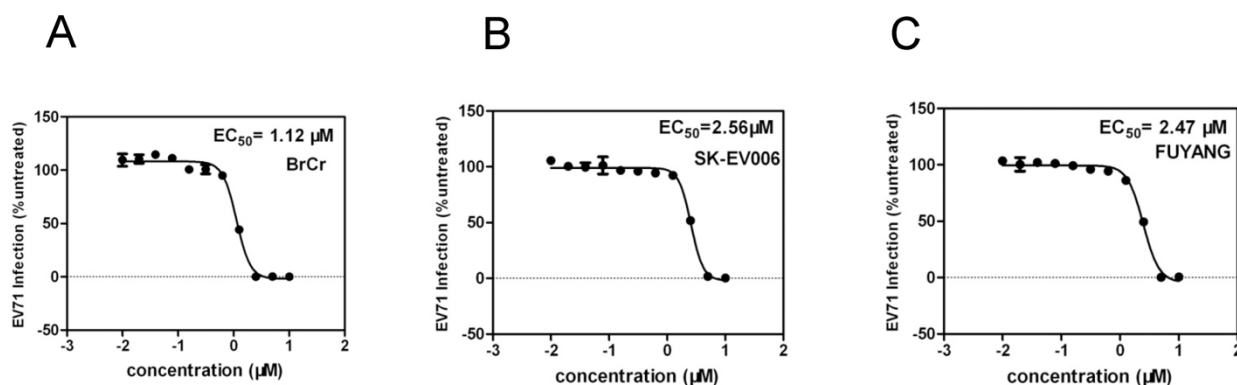 A
B
C
EV71 Infection (%untreated)
150
100
50
0
-50
EC50= 1.12 µM
BrCr
-3 -2 -1 0 1 2
concentration (µM)
EV71 Infection (%untreated)
150
100
50
0
-50
EC50=2.56µM
SK-EV006
-3 -2 -1 0 1 2
concentration (µM)
EV71 Infection (%untreated)
150
100
50
0
-50
EC50= 2.47 µM
FUYANG
-3 -2 -1 0 1 2
concentration (µM)